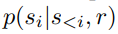 p(s_i|s_{<i}, r)